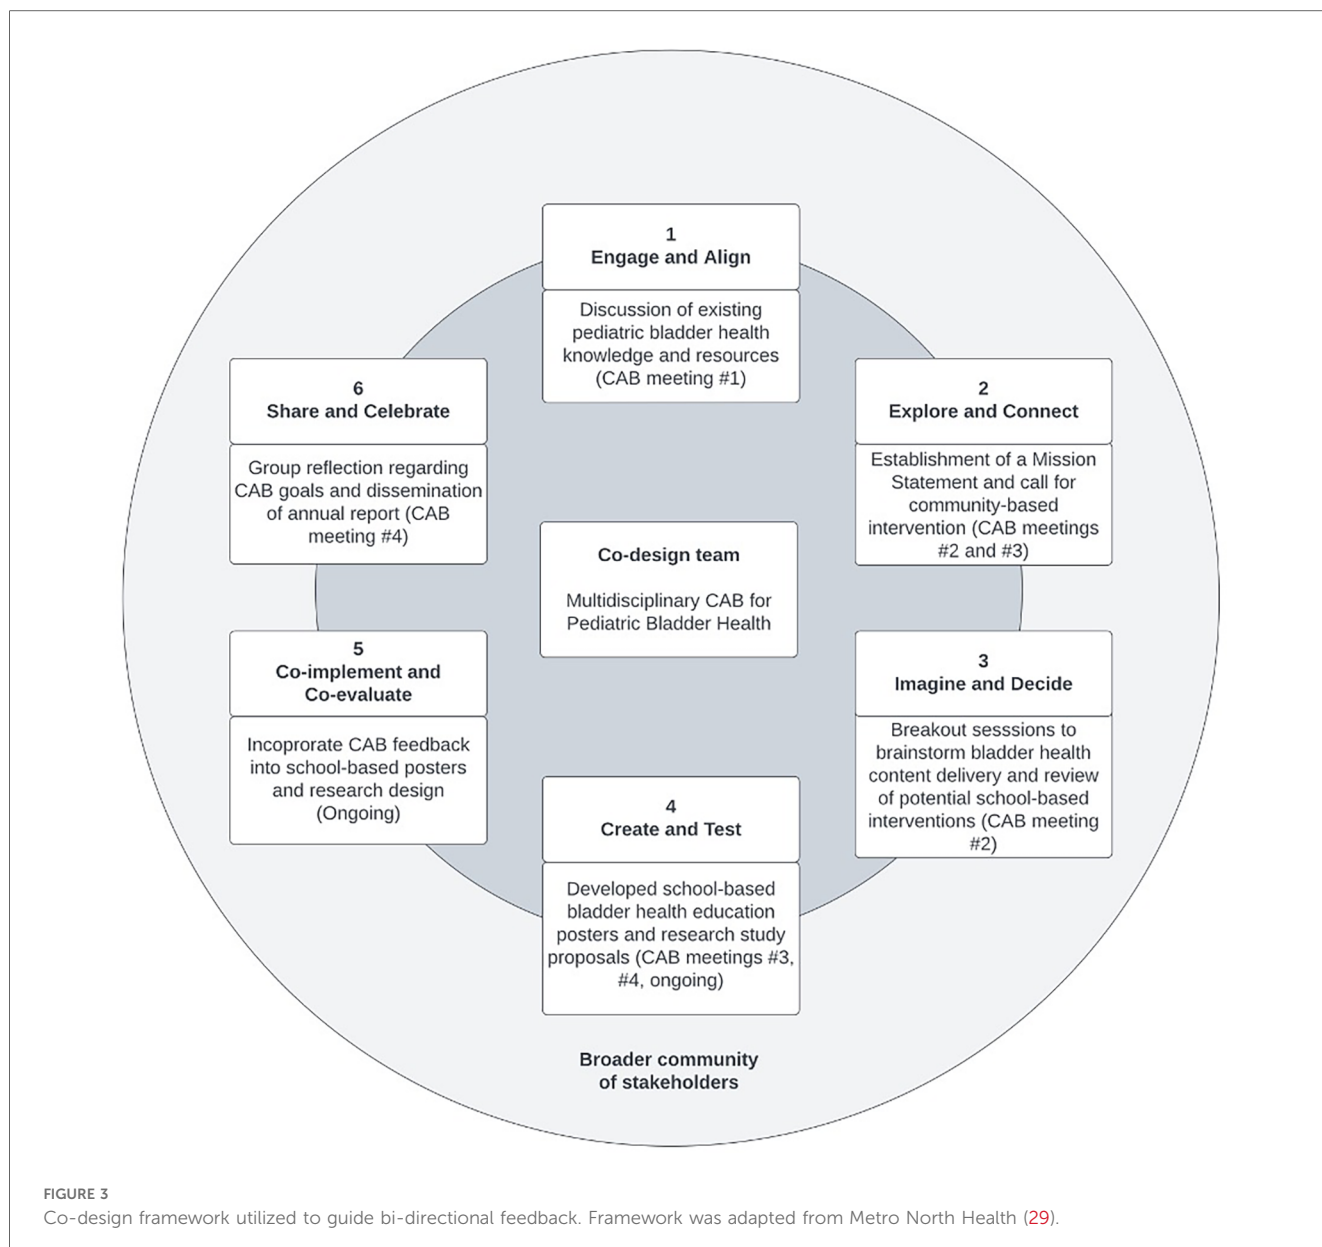 1
Engage and Align
Discussion of existing
pediatric bladder health
knowledge and resources
(CAB meeting #1)
2
Explore and Connect
Establishment of a Mission
Statement and call for
community-based
intervention (CAB meetings
#2 and #3)
3
Imagine and Decide
Breakout sesssions to
brainstorm bladder health
content delivery and review
of potential school-based
interventions (CAB meeting
#2)
4
Create and Test
Developed school-based
bladder health education
posters and research study
proposals (CAB meetings #3,
#4, ongoing)
5
Co-implement and
Co-evaluate
Incoprorate CAB feedback
into school-based posters
and research design
(Ongoing)
6
Share and Celebrate
Group reflection regarding
CAB goals and dissemination
of annual report (CAB
meeting #4)
Co-design team
Multidisciplinary CAB for
Pediatric Bladder Health
Broader community
of stakeholders
FIGURE 3
Co-design framework utilized to guide bi-directional feedback. Framework was adapted from Metro North Health (29).